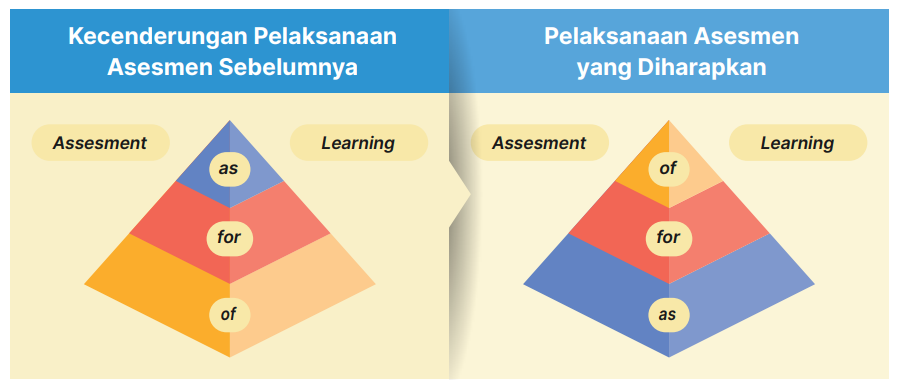 Kecenderungan Pelaksanaan
Asesmen Sebelumnya
Assesment
Learning
as
for
of
Pelaksanaan Asesmen
yang Diharapkan
Assesment
Learning
of
for
as